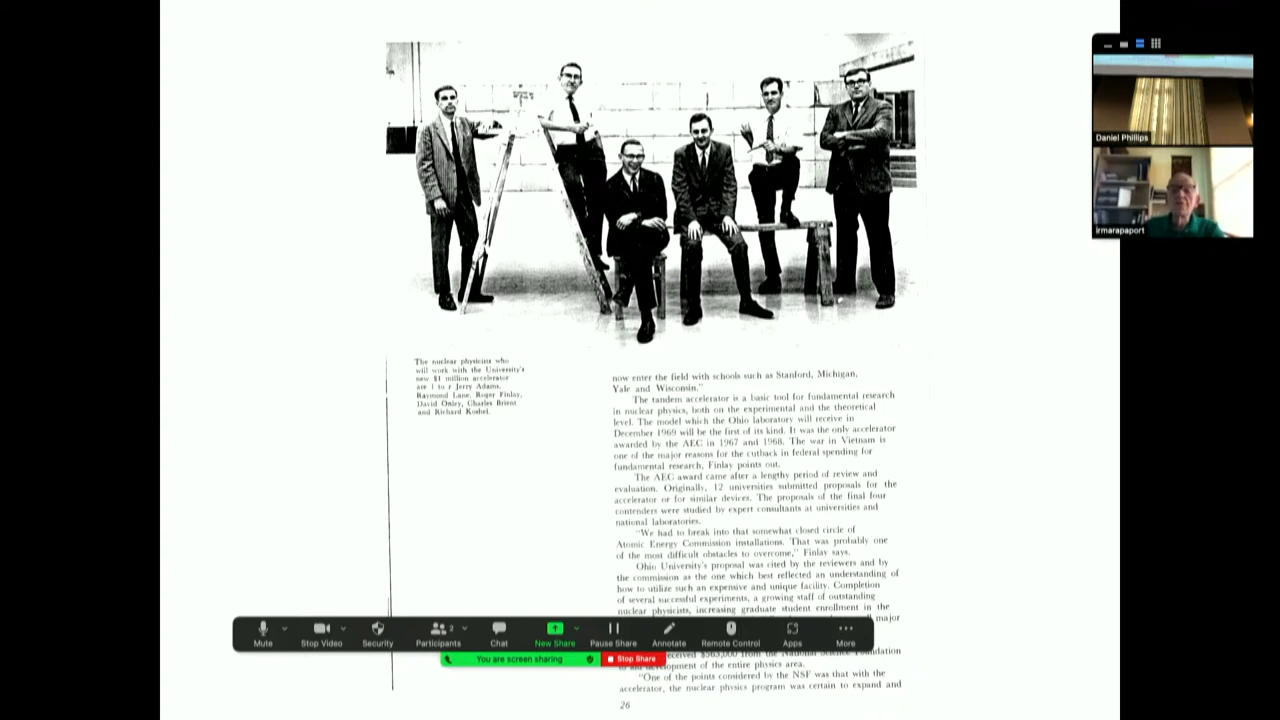 Daniel Phillips
irmarapaport
The nuclear physicists who
will work with the University's
new $1 million accelerator
are l to r Jerry Adams,
Raymond Lane, Roger Finlay,
David Onley, Charles Brient
and Richard Koshel.
now enter the field with schools such as Stanford, Michigan,
Yale and Wisconsin."
The tandem accelerator is a basic tool for fundamental research
in nuclear physics, both on the experimental and the theoretical
level. The model which the Ohio laboratory will receive in
December 1969 will be the first of its kind. It was the only accelerator
awarded by the AEC in 1967 and 1968. The war in Vietnam is
one of the major reasons for the cutback in federal spending for
fundamental research, Finlay points out.
The AEC award came after a lengthy period of review and
evaluation. Originally, 12 universities submitted proposals for the
accelerator or for similar devices. The proposals of the final four
contenders were studied by expert consultants at universities and
national laboratories.
"We had to break into that somewhat closed circle of
Atomic Energy Commission installations. That was probably one
of the most difficult obstacles to overcome," Finlay says.
Ohio University's proposal was cited by the reviewers and by
the commission as the one which best reflected an understanding of
how to utilize such an expensive and unique facility. Completion
of several successful experiments, a growing staff of outstanding
nuclear physicists, increasing graduate student enrollment in the
major
Mute
Stop Video
Security
Participants
2
Chat
New Share
Pause Share
Annotate
Remote Control
Apps
More
You are screen sharing
Stop Share
received $563,000 from the National Science Foundation
development of the entire physics area.
"One of the points considered by the NSF was that with the
accelerator, the nuclear physics program was certain to expand and
26